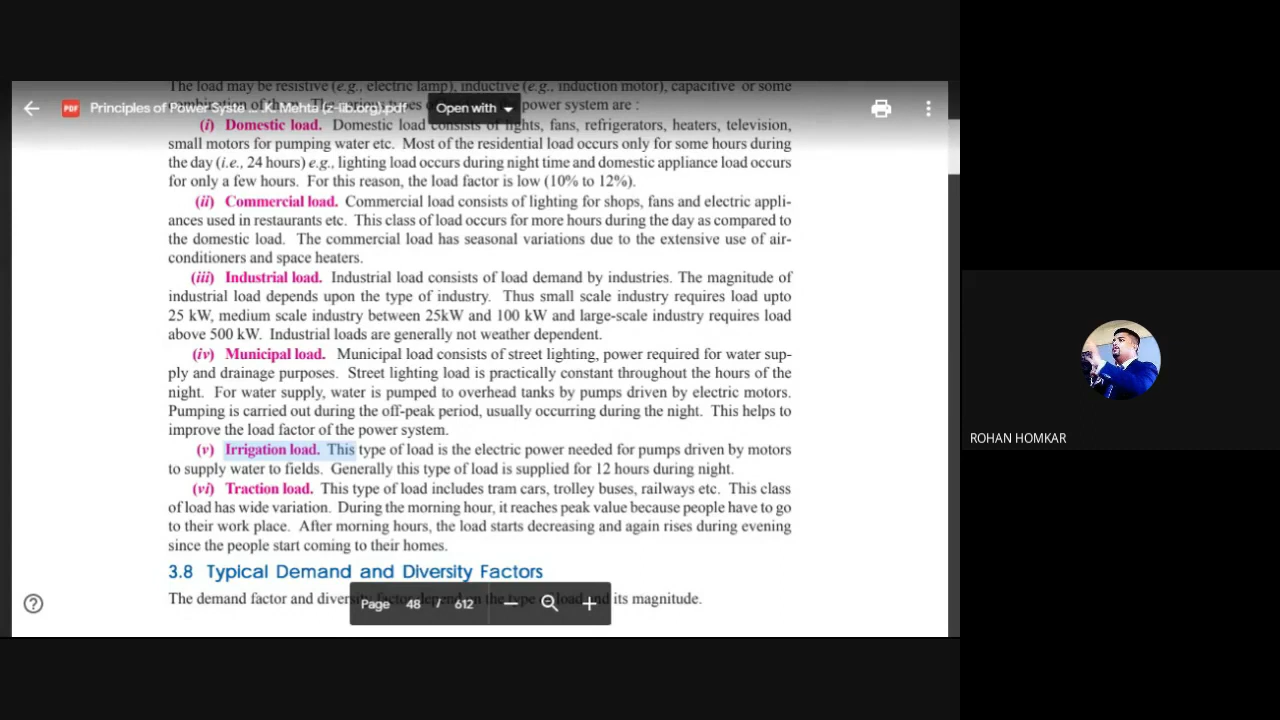 The load may be resistive (e.g., electric lamp), inductive (e.g., induction motor), capacitive or some
Principles of Power Syste ... .K. Mehta (z-lib.org).pdf
Open with
power system are :
(i) Domestic load. Domestic load consists of lights, fans, refrigerators, heaters, television,
small motors for pumping water etc. Most of the residential load occurs only for some hours during
the day (i.e., 24 hours) e.g., lighting load occurs during night time and domestic appliance load occurs
for only a few hours. For this reason, the load factor is low (10% to 12%).
(ii) Commercial load. Commercial load consists of lighting for shops, fans and electric appli-
ances used in restaurants etc. This class of load occurs for more hours during the day as compared to
the domestic load. The commercial load has seasonal variations due to the extensive use of air-
conditioners and space heaters.
(iii) Industrial load. Industrial load consists of load demand by industries. The magnitude of
industrial load depends upon the type of industry. Thus small scale industry requires load upto
25 kW, medium scale industry between 25kW and 100 kW and large-scale industry requires load
above 500 kW. Industrial loads are generally not weather dependent.
(iv) Municipal load. Municipal load consists of street lighting, power required for water sup-
ply and drainage purposes. Street lighting load is practically constant throughout the hours of the
night. For water supply, water is pumped to overhead tanks by pumps driven by electric motors.
Pumping is carried out during the off-peak period, usually occurring during the night. This helps to
improve the load factor of the power system.
(v) Irrigation load. This type of load is the electric power needed for pumps driven by motors
to supply water to fields. Generally this type of load is supplied for 12 hours during night.
(vi) Traction load. This type of load includes tram cars, trolley buses, railways etc. This class
of load has wide variation. During the morning hour, it reaches peak value because people have to go
to their work place. After morning hours, the load starts decreasing and again rises during evening
since the people start coming to their homes.
3.8 Typical Demand and Diversity Factors
The demand factor and diversity factor depend on the type of load and its magnitude.
Page 48 / 612
PDF
ROHAN HOMKAR